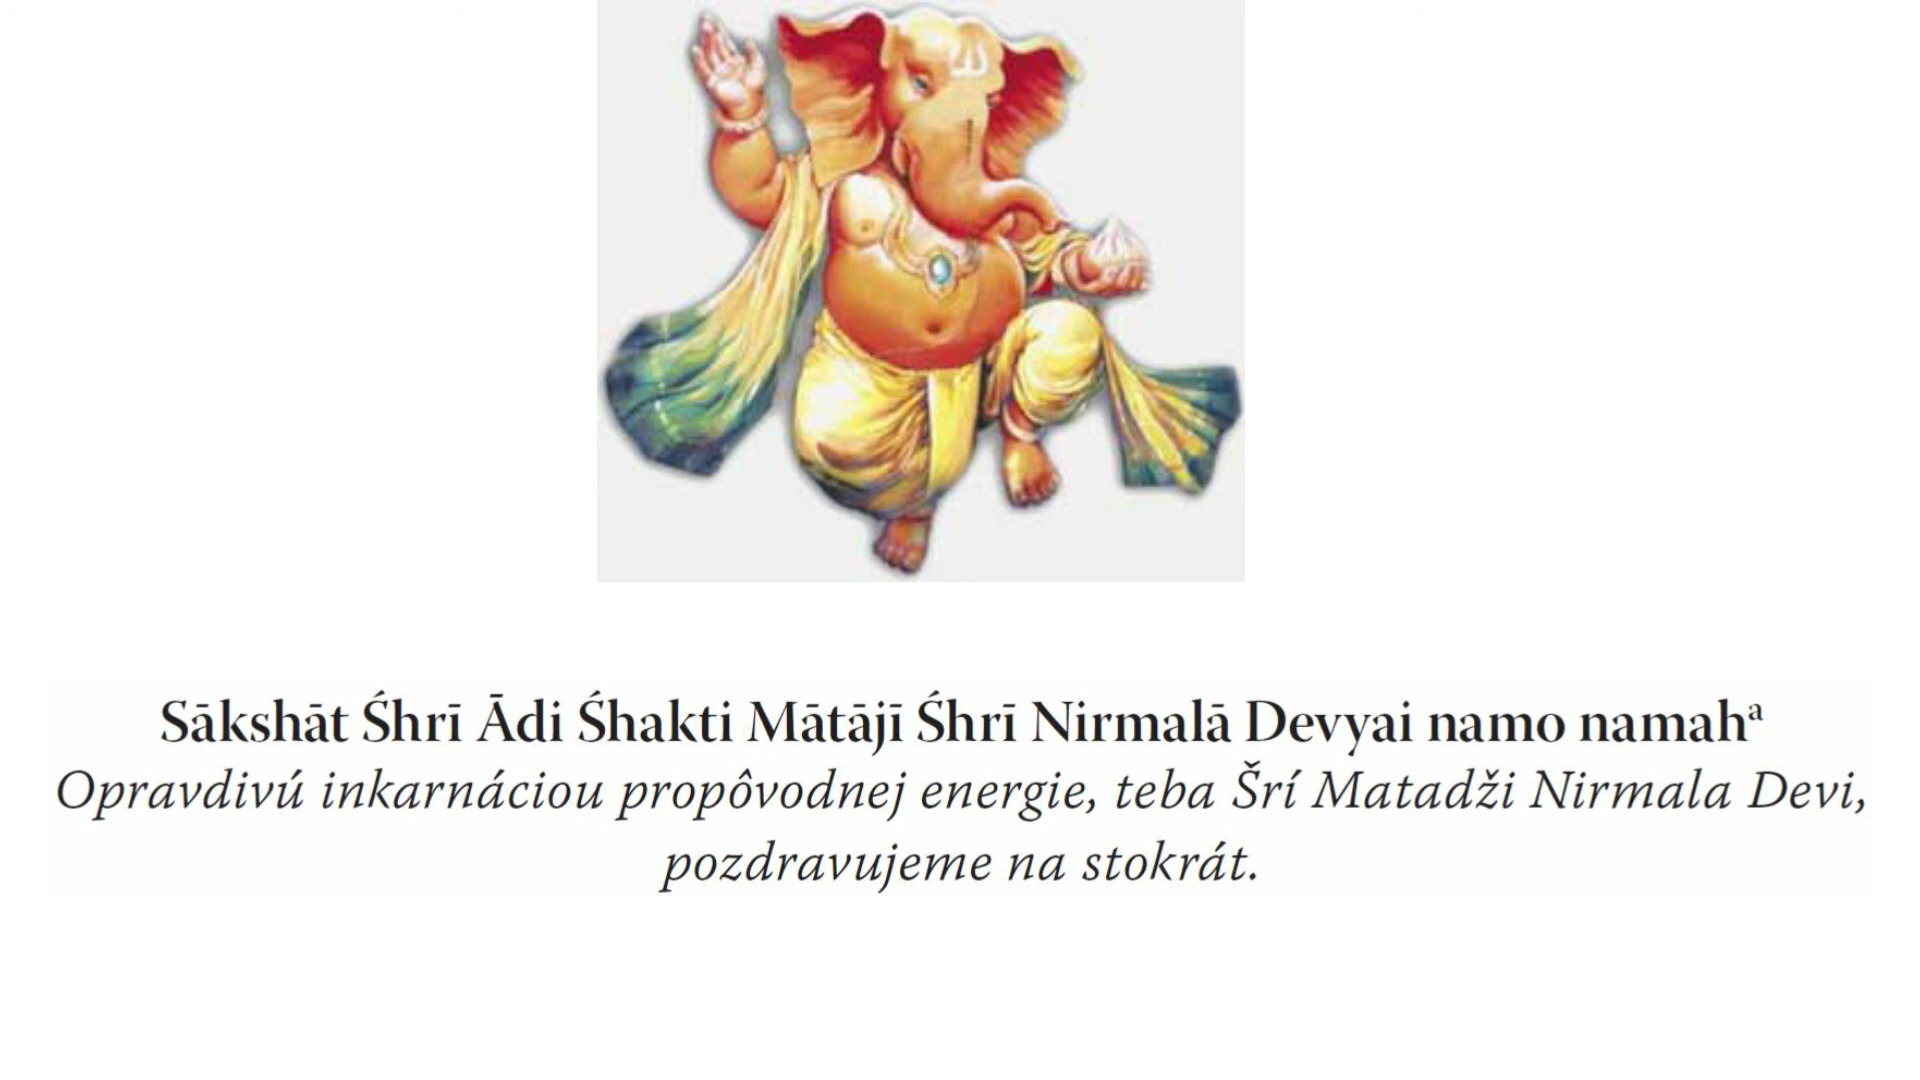 Sākshāt Śhrī Ādi Śhakti Mātājī Śhrī Nirmalā Devyai namo namahᵃ
Opravdivú inkarnáciou propôvodnej energie, teba Šrí Matadži Nirmala Devi,
pozdravujeme na stokrát.